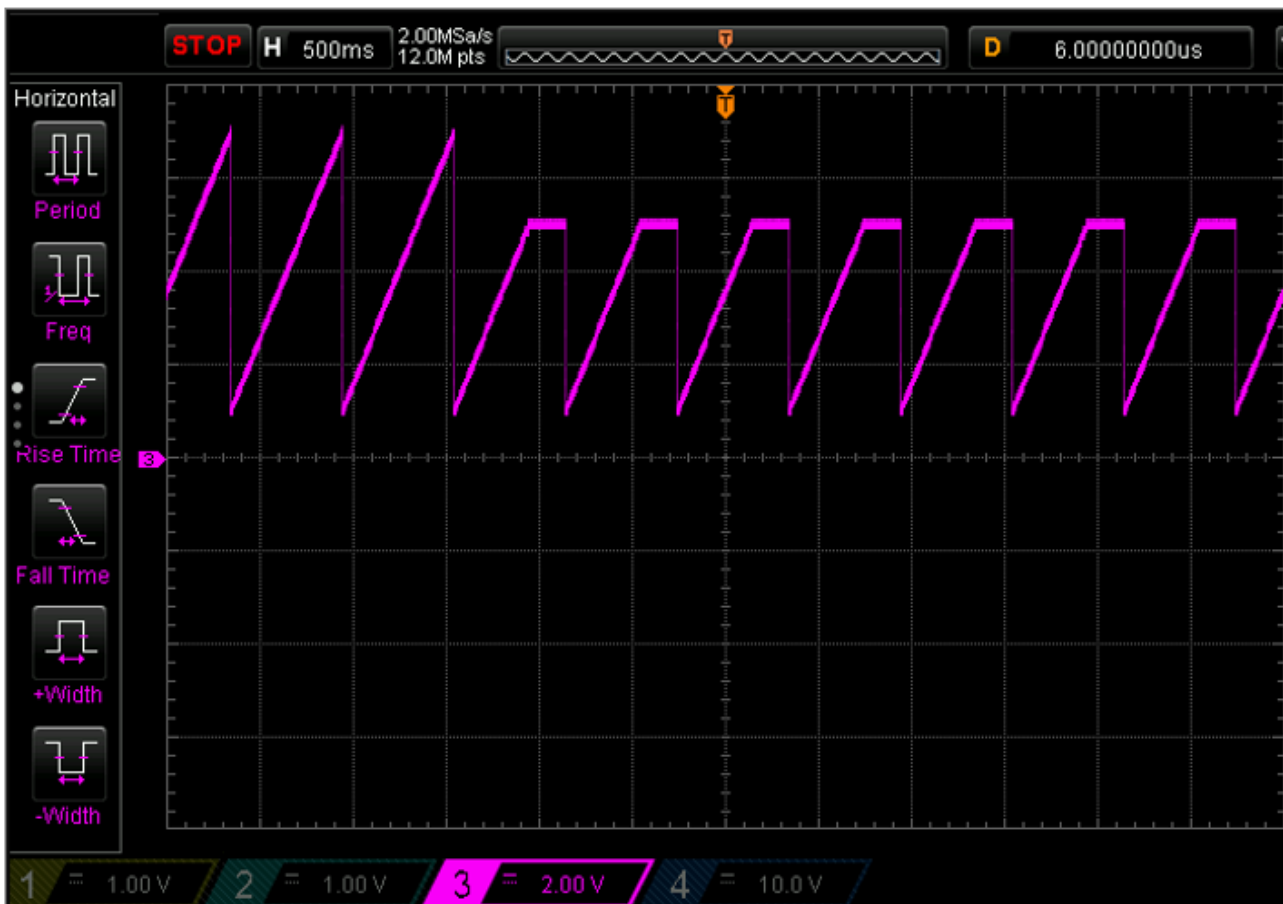 STOP H 500ms 2.00MSa/s 12.0M pts T D 6.00000000us
Horizontal
T
Period
Freq
Rise Time
3
Fall Time
+Width
-Width
1 1.00 V 2 1.00 V 3 2.00 V 4 10.0 V